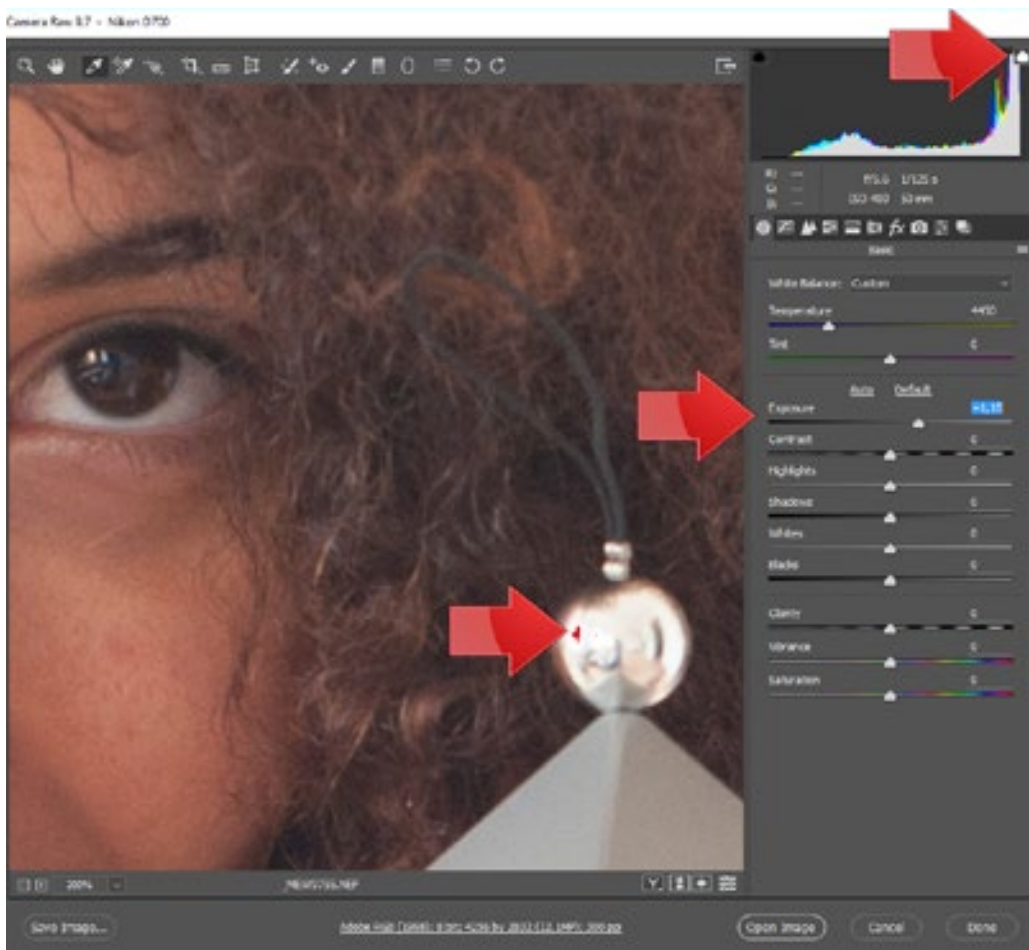 Camera Raw 9.7 - Nikon D700
f/5.6 1/125 s
ISO 400 50 mm
Basic
White Balance: Custom
Temperature 4450
Tint 0
Auto Default
Exposure
Contrast 0
Highlights 0
Shadows 0
Whites 0
Blacks 0
Clarity 0
Vibrance 0
Saturation 0
200%
Save Image...
Open Image Cancel Done